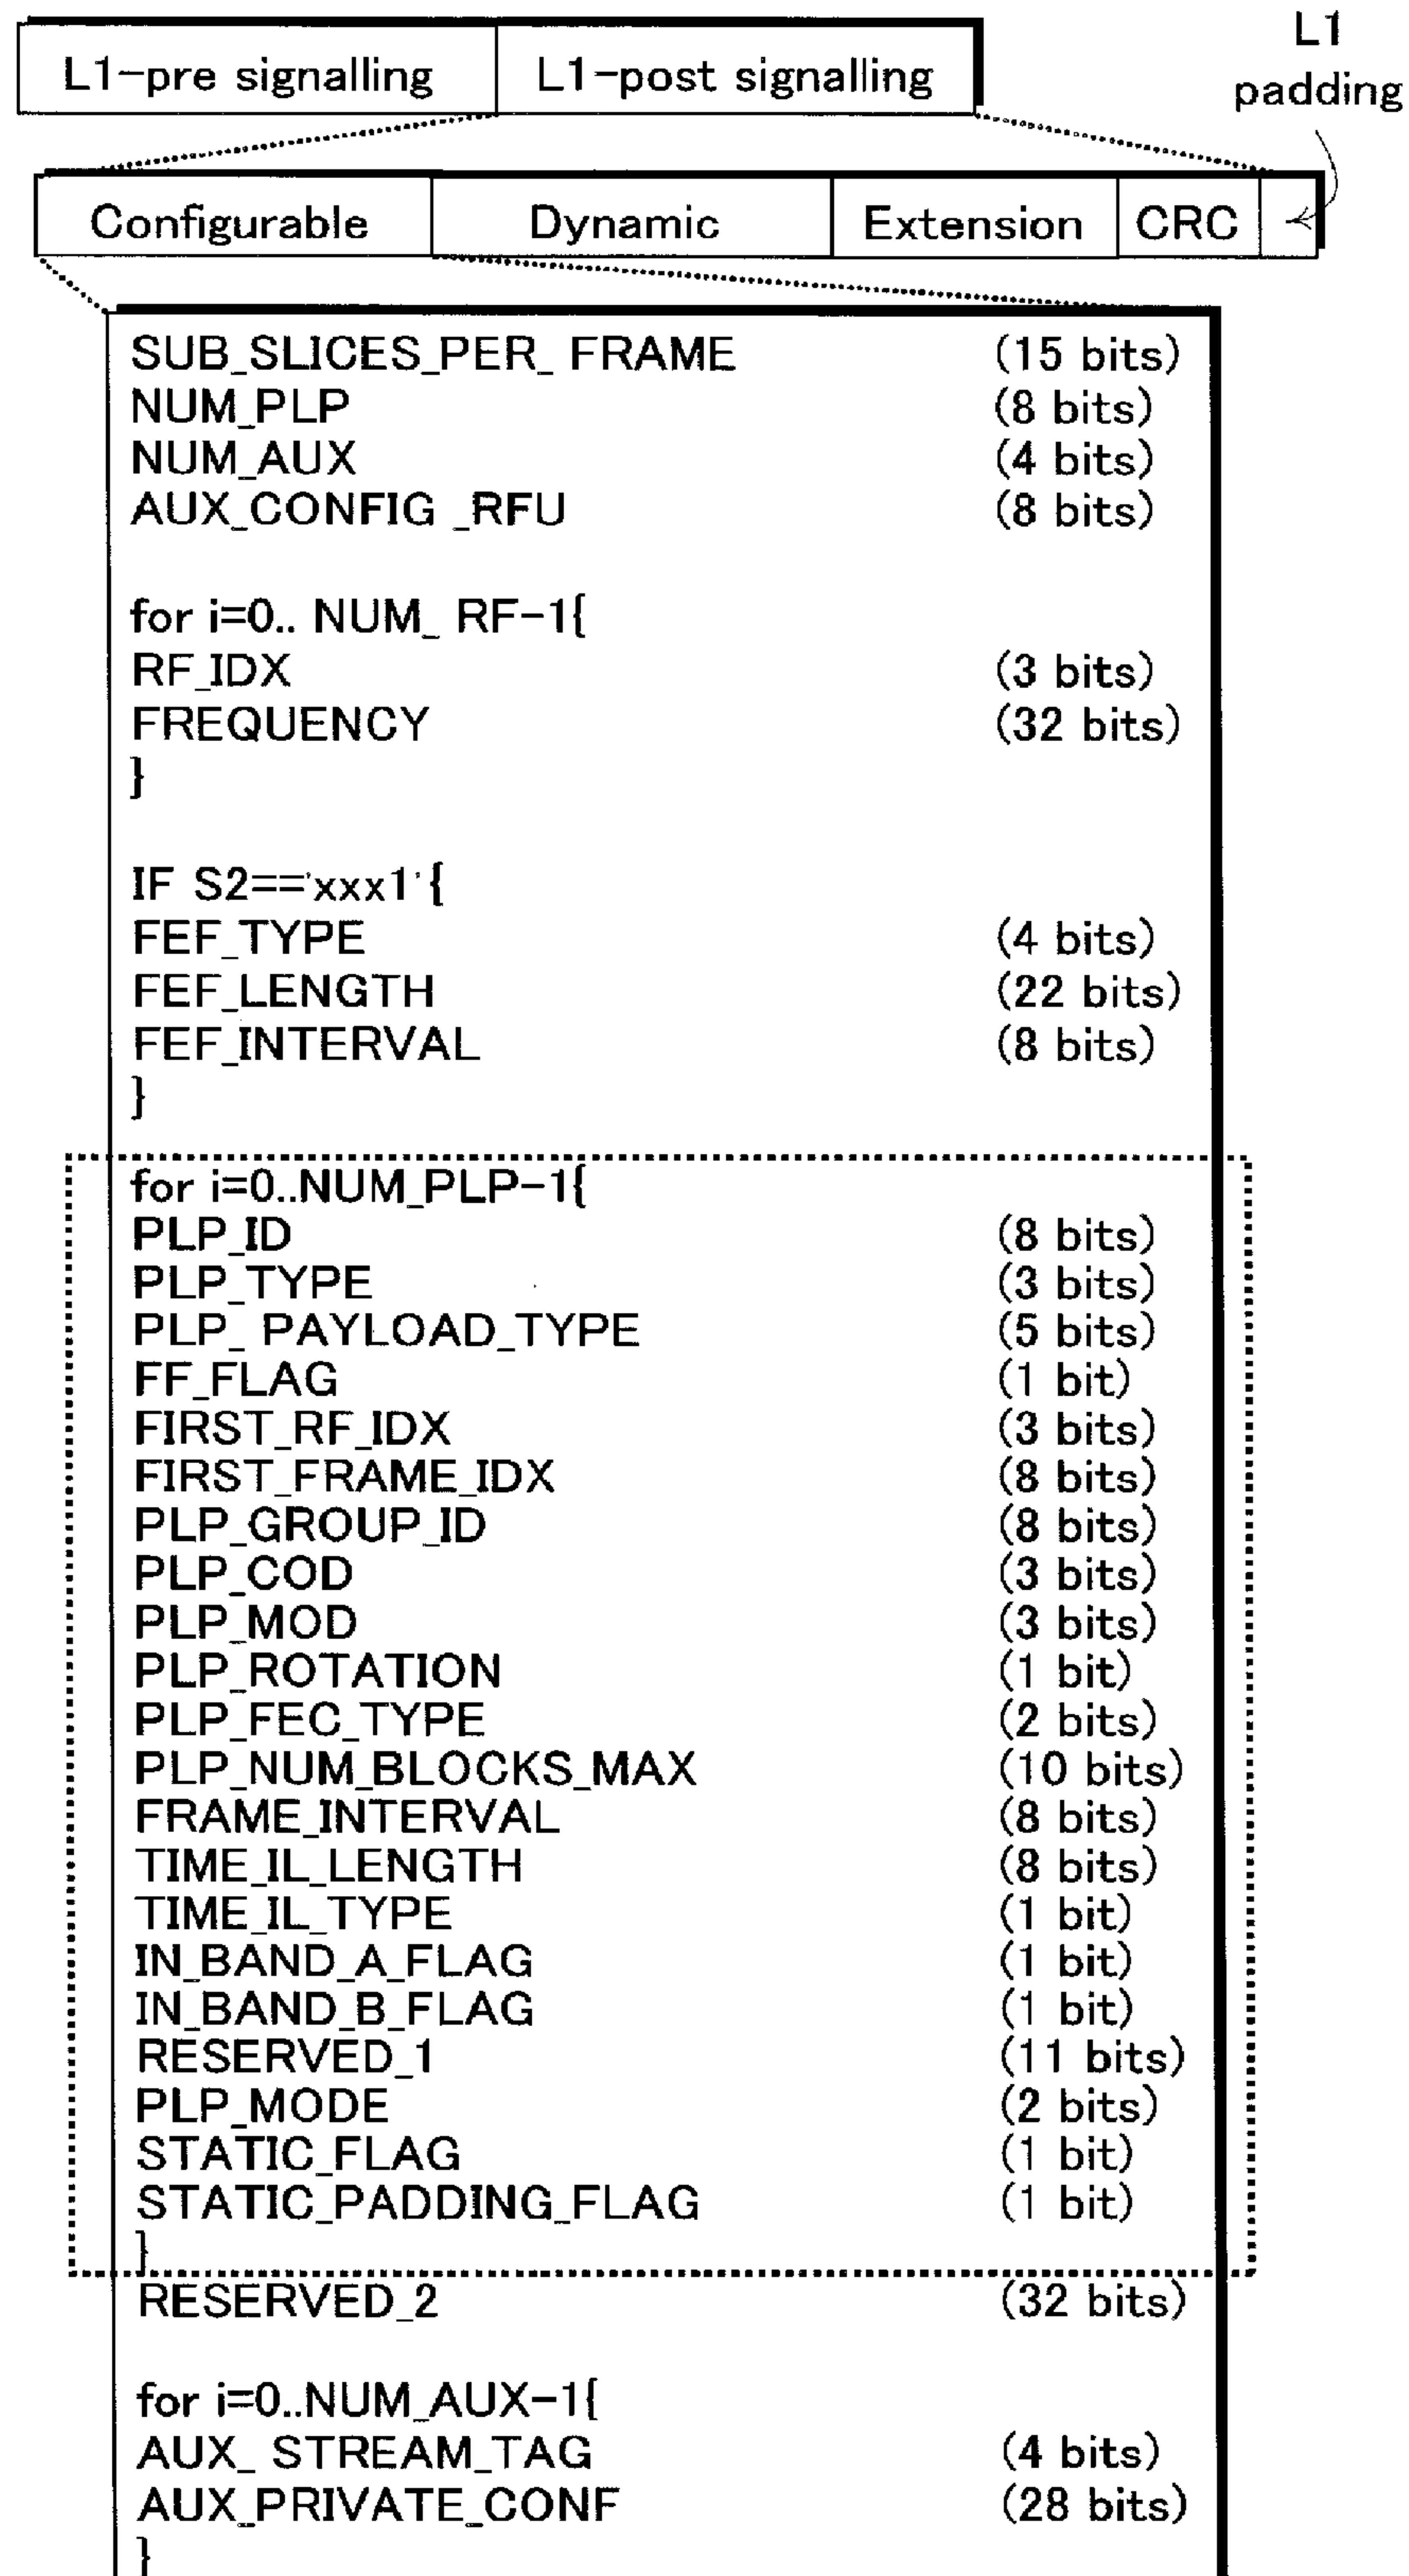 L1-pre signalling L1-post signalling
L1
padding
Configurable Dynamic Extension CRC
SUB_SLICES_PER_ FRAME (15 bits)
NUM_PLP (8 bits)
NUM_AUX (4 bits)
AUX_CONFIG _RFU (8 bits)
for i=0.. NUM_ RF-1{
RF_IDX (3 bits)
FREQUENCY (32 bits)
}
IF S2=='xxx1'{
FEF_TYPE (4 bits)
FEF_LENGTH (22 bits)
FEF_INTERVAL (8 bits)
}
for i=0..NUM_PLP-1{
PLP_ID (8 bits)
PLP_TYPE (3 bits)
PLP_ PAYLOAD_TYPE (5 bits)
FF_FLAG (1 bit)
FIRST_RF_IDX (3 bits)
FIRST_FRAME_IDX (8 bits)
PLP_GROUP_ID (8 bits)
PLP_COD (3 bits)
PLP_MOD (3 bits)
PLP_ROTATION (1 bit)
PLP_FEC_TYPE (2 bits)
PLP_NUM_BLOCKS_MAX (10 bits)
FRAME_INTERVAL (8 bits)
TIME_IL_LENGTH (8 bits)
TIME_IL_TYPE (1 bit)
IN_BAND_A_FLAG (1 bit)
IN_BAND_B_FLAG (1 bit)
RESERVED_1 (11 bits)
PLP_MODE (2 bits)
STATIC_FLAG (1 bit)
STATIC_PADDING_FLAG (1 bit)
}
RESERVED_2 (32 bits)
for i=0..NUM_AUX-1{
AUX_ STREAM_TAG (4 bits)
AUX_PRIVATE_CONF (28 bits)
}